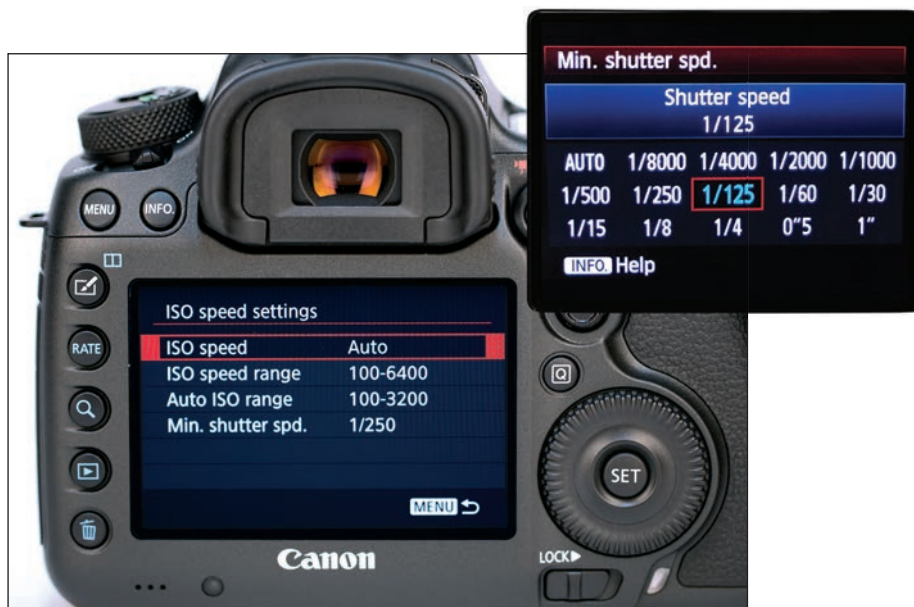 Min. shutter spd.
Shutter speed
1/125
AUTO 1/8000 1/4000 1/2000 1/1000
1/500 1/250 1/125 1/60 1/30
1/15 1/8 1/4 0"5 1"
INFO. Help
MENU INFO.
RATE
ISO speed settings
ISO speed Auto
ISO speed range 100-6400
Auto ISO range 100-3200
Min. shutter spd. 1/250
MENU
Q
SET
Canon
LOCK